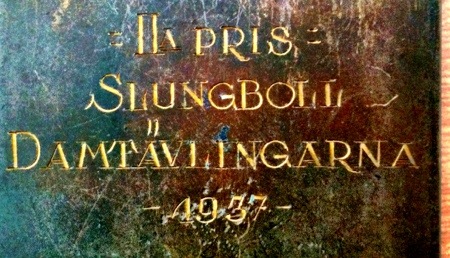 = IIA PRIS =
SLUNGBOLL
DAMTÄVLINGARNA
- 1937 -